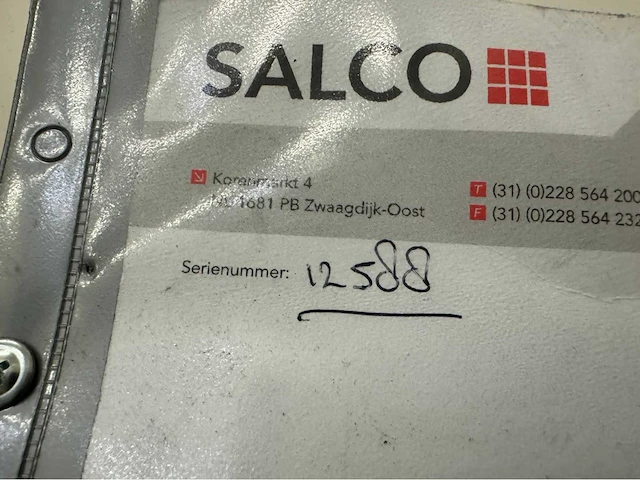 SALCO
Korenmarkt 4
NL 1681 PB Zwaagdijk-Oost
T (31) (0)228 564 200
F (31) (0)228 564 232
Serienummer: 12588